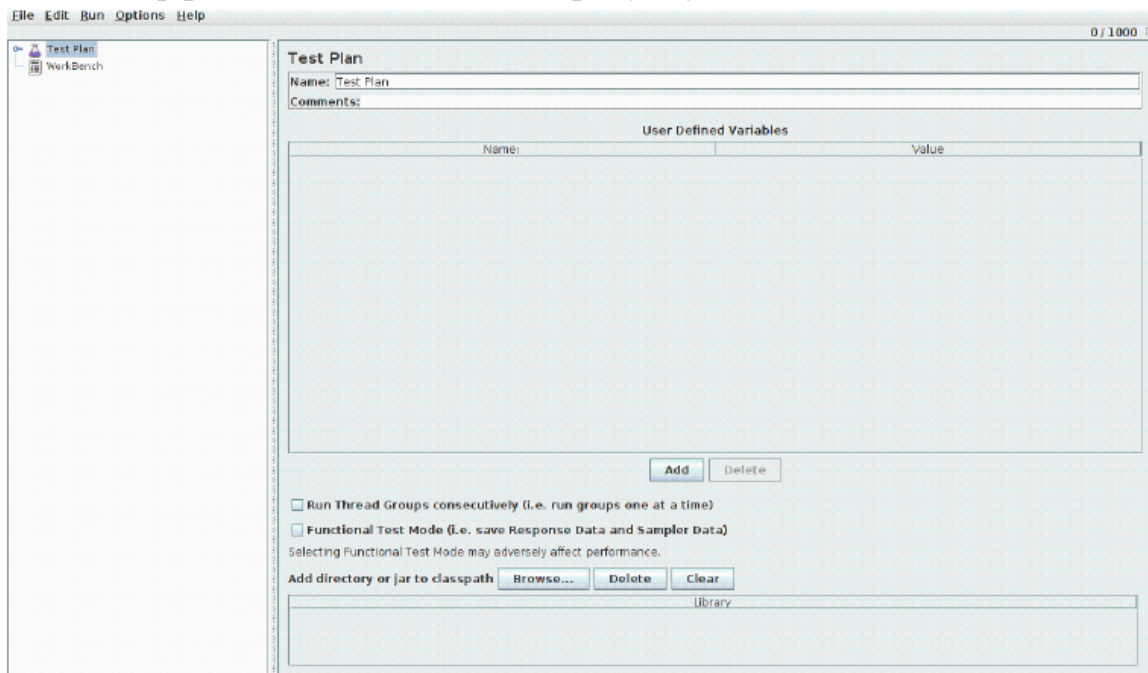 File Edit Run Options Help
0 / 1000
Test Plan
WorkBench
Test Plan
Name: Test Plan
Comments:
User Defined Variables
Name: Value
Add Delete
Run Thread Groups consecutively (i.e. run groups one at a time)
Functional Test Mode (i.e. save Response Data and Sampler Data)
Selecting Functional Test Mode may adversely affect performance.
Add directory or jar to classpath Browse... Delete Clear
Library